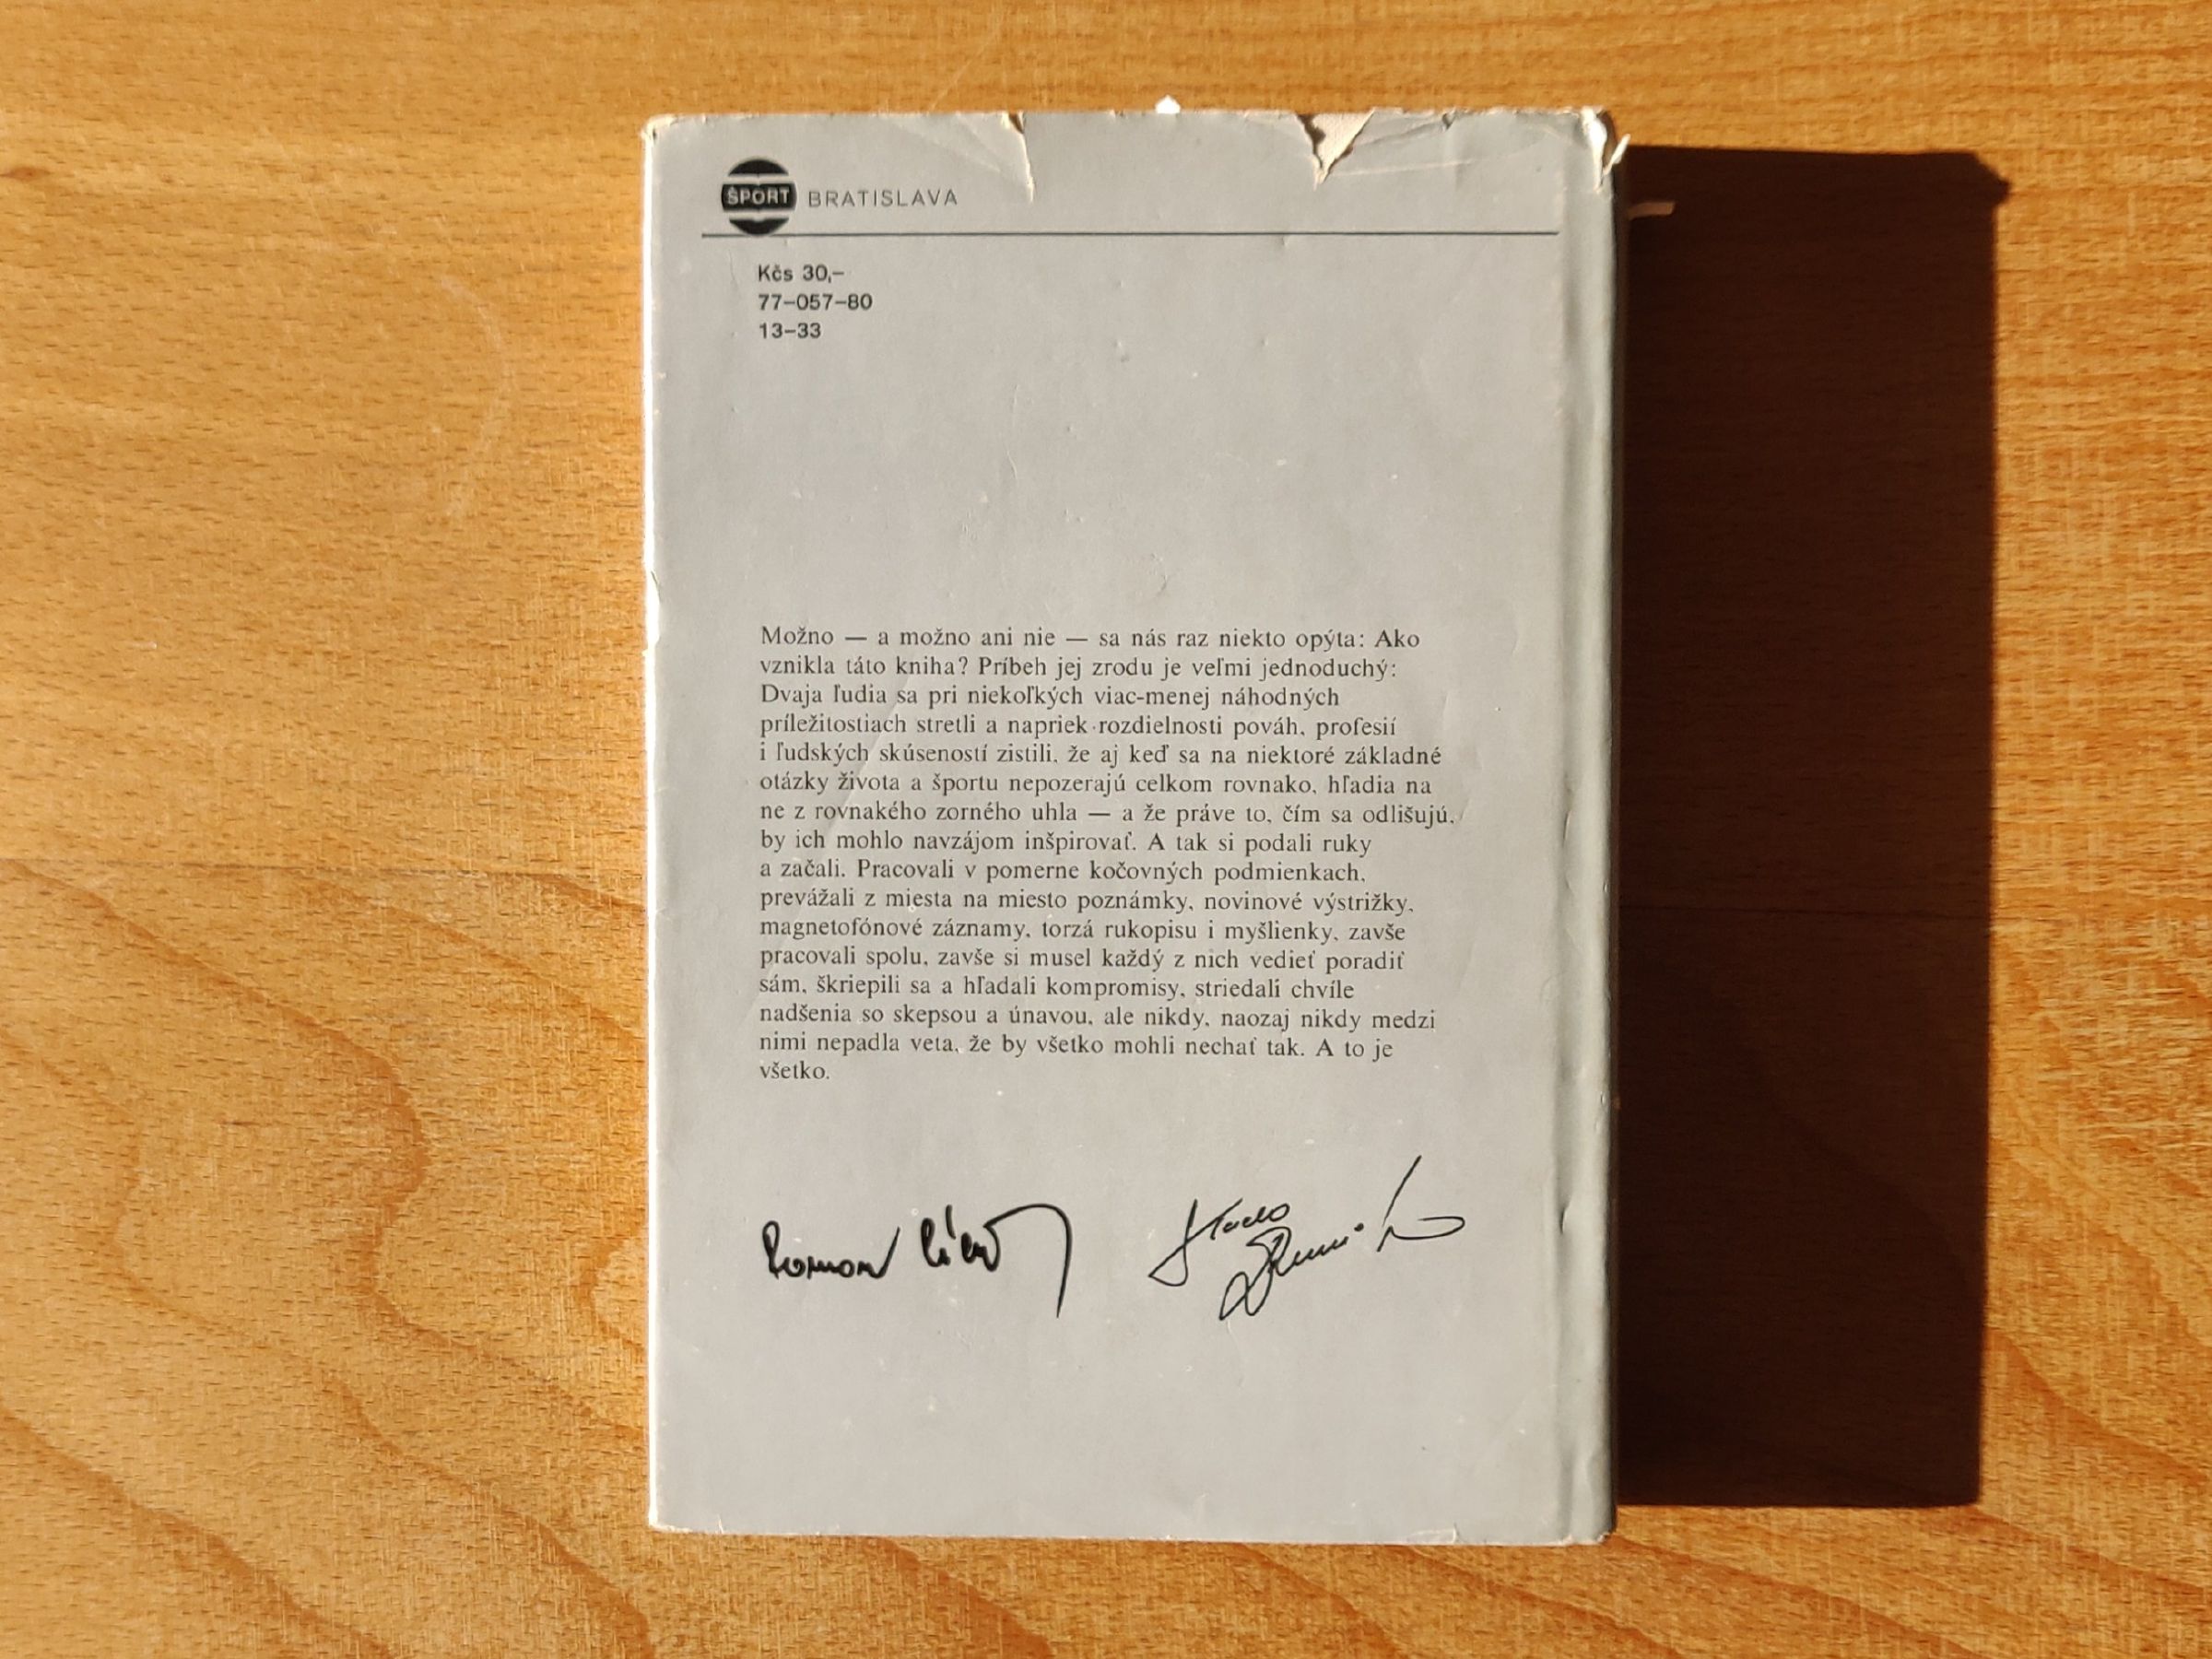 ŠPORT BRATISLAVA
Kčs 30,–
77–057–80
13–33
Možno — a možno ani nie — sa nás raz niekto opýta: Ako
vznikla táto kniha? Príbeh jej zrodu je veľmi jednoduchý:
Dvaja ľudia sa pri niekoľkých viac-menej náhodných
príležitostiach stretli a napriek rozdielnosti pováh, profesií
i ľudských skúseností zistili, že aj keď sa na niektoré základné
otázky života a športu nepozerajú celkom rovnako, hľadia na
ne z rovnakého zorného uhla — a že práve to, čím sa odlišujú,
by ich mohlo navzájom inšpirovať. A tak si podali ruky
a začali. Pracovali v pomerne kočovných podmienkach,
prevážali z miesta na miesto poznámky, novinové výstrižky,
magnetofónové záznamy, torzá rukopisu i myšlienky, zavše
pracovali spolu, zavše si musel každý z nich vedieť poradiť
sám, škriepili sa a hľadali kompromisy, striedali chvíle
nadšenia so skepsou a únavou, ale nikdy, naozaj nikdy medzi
nimi nepadla veta, že by všetko mohli nechať tak. A to je
všetko.
Roman